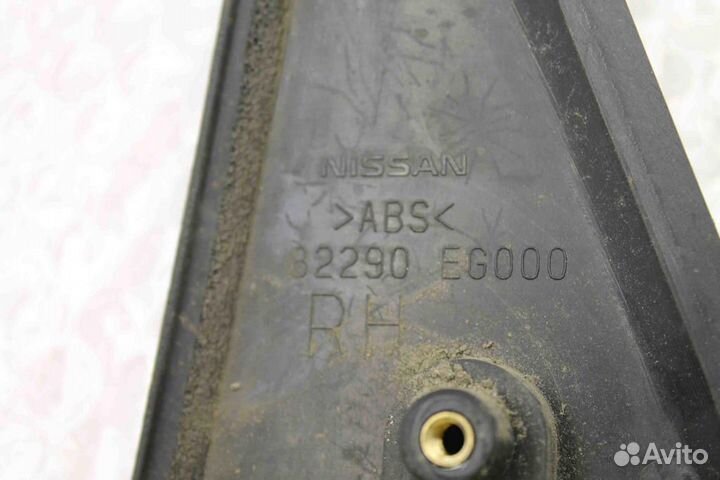 NISSAN
>ABS<
82290 EG000
RH
Avito